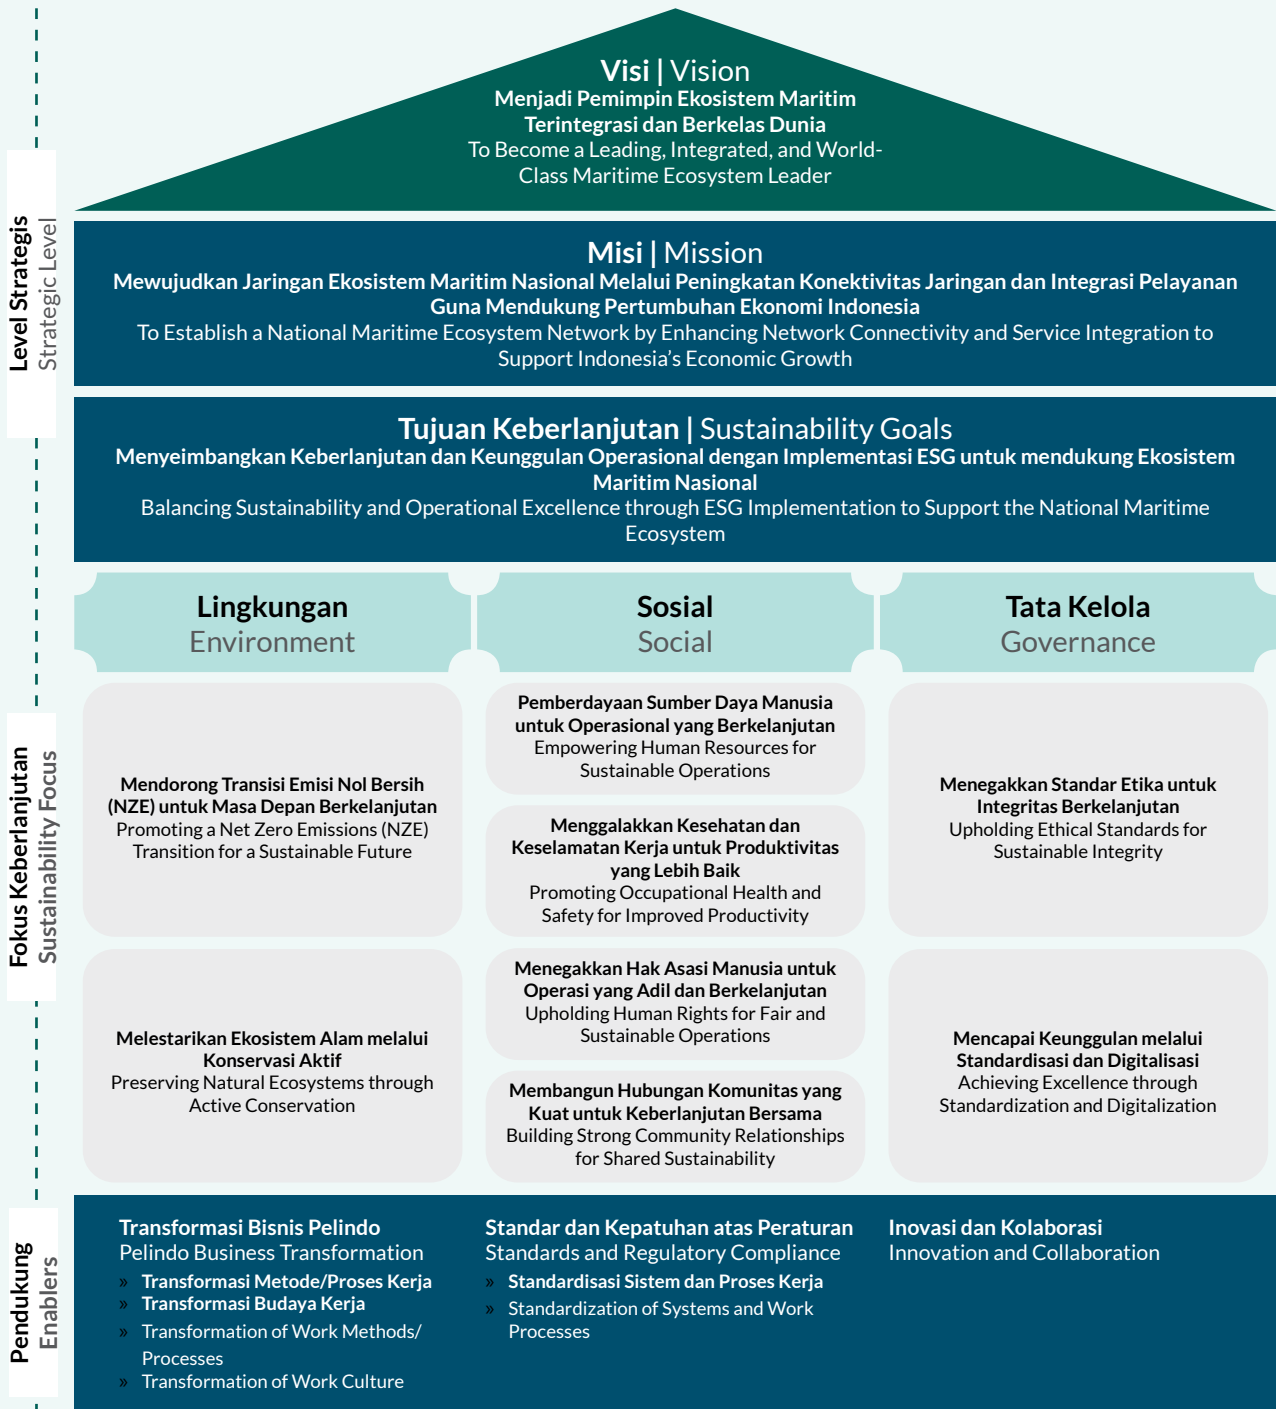 Visi | Vision
Menjadi Pemimpin Ekosistem Maritim
Terintegrasi dan Berkelas Dunia
To Become a Leading, Integrated, and World-
Class Maritime Ecosystem Leader
Level Strategis
Strategic Level
Misi | Mission
Mewujudkan Jaringan Ekosistem Maritim Nasional Melalui Peningkatan Konektivitas Jaringan dan Integrasi Pelayanan
Guna Mendukung Pertumbuhan Ekonomi Indonesia
To Establish a National Maritime Ecosystem Network by Enhancing Network Connectivity and Service Integration to
Support Indonesia's Economic Growth
Tujuan Keberlanjutan | Sustainability Goals
Menyeimbangkan Keberlanjutan dan Keunggulan Operasional dengan Implementasi ESG untuk mendukung Ekosistem
Maritim Nasional
Balancing Sustainability and Operational Excellence through ESG Implementation to Support the National Maritime
Ecosystem
Fokus Keberlanjutan
Sustainability Focus
Lingkungan
Environment
Mendorong Transisi Emisi Nol Bersih
(NZE) untuk Masa Depan Berkelanjutan
Promoting a Net Zero Emissions (NZE)
Transition for a Sustainable Future
Melestarikan Ekosistem Alam melalui
Konservasi Aktif
Preserving Natural Ecosystems through
Active Conservation
Sosial
Social
Pemberdayaan Sumber Daya Manusia
untuk Operasional yang Berkelanjutan
Empowering Human Resources for
Sustainable Operations
Menggalakkan Kesehatan dan
Keselamatan Kerja untuk Produktivitas
yang Lebih Baik
Promoting Occupational Health and
Safety for Improved Productivity
Menegakkan Hak Asasi Manusia untuk
Operasi yang Adil dan Berkelanjutan
Upholding Human Rights for Fair and
Sustainable Operations
Membangun Hubungan Komunitas yang
Kuat untuk Keberlanjutan Bersama
Building Strong Community Relationships
for Shared Sustainability
Tata Kelola
Governance
Menegakkan Standar Etika untuk
Integritas Berkelanjutan
Upholding Ethical Standards for
Sustainable Integrity
Mencapai Keunggulan melalui
Standardisasi dan Digitalisasi
Achieving Excellence through
Standardization and Digitalization
Pendukung
Enablers
Transformasi Bisnis Pelindo
Pelindo Business Transformation
» Transformasi Metode/Proses Kerja
» Transformasi Budaya Kerja
» Transformation of Work Methods/
Processes
» Transformation of Work Culture
Standar dan Kepatuhan atas Peraturan
Standards and Regulatory Compliance
» Standardisasi Sistem dan Proses Kerja
» Standardization of Systems and Work
Processes
Inovasi dan Kolaborasi
Innovation and Collaboration